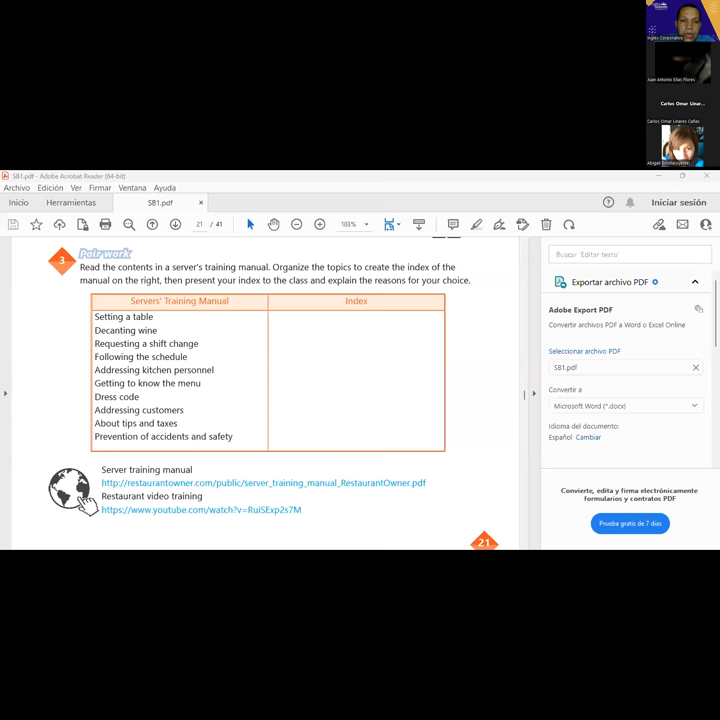 Ingles Corporativo
Juan Antonio Elias Flores
Carlos Omar Linar...
Carlos Omar Linares Cañas
SB1.pdf - Adobe Acrobat Reader (64-bit)
Archivo Edición Ver Firmar Ventana Ayuda
Inicio Herramientas SB1.pdf × Iniciar sesión
21 / 41 103%
3 Pair work
Read the contents in a server's training manual. Organize the topics to create the index of the
manual on the right, then present your index to the class and explain the reasons for your choice.
Servers' Training Manual Index
Setting a table
Decanting wine
Requesting a shift change
Following the schedule
Addressing kitchen personnel
Getting to know the menu
Dress code
Addressing customers
About tips and taxes
Prevention of accidents and safety
Server training manual
http://restaurantowner.com/public/server_training_manual_RestaurantOwner.pdf
Restaurant video training
https://www.youtube.com/watch?v=RuiSExp2s7M
21
Buscar 'Editar texto'
Exportar archivo PDF
Adobe Export PDF
Convertir archivos PDF a Word o Excel Online
Seleccionar archivo PDF
SB1.pdf
Convertir a
Microsoft Word (*.docx)
Idioma del documento:
Español Cambiar
Convierte, edita y firma electrónicamente
formularios y contratos PDF
Prueba gratis de 7 días